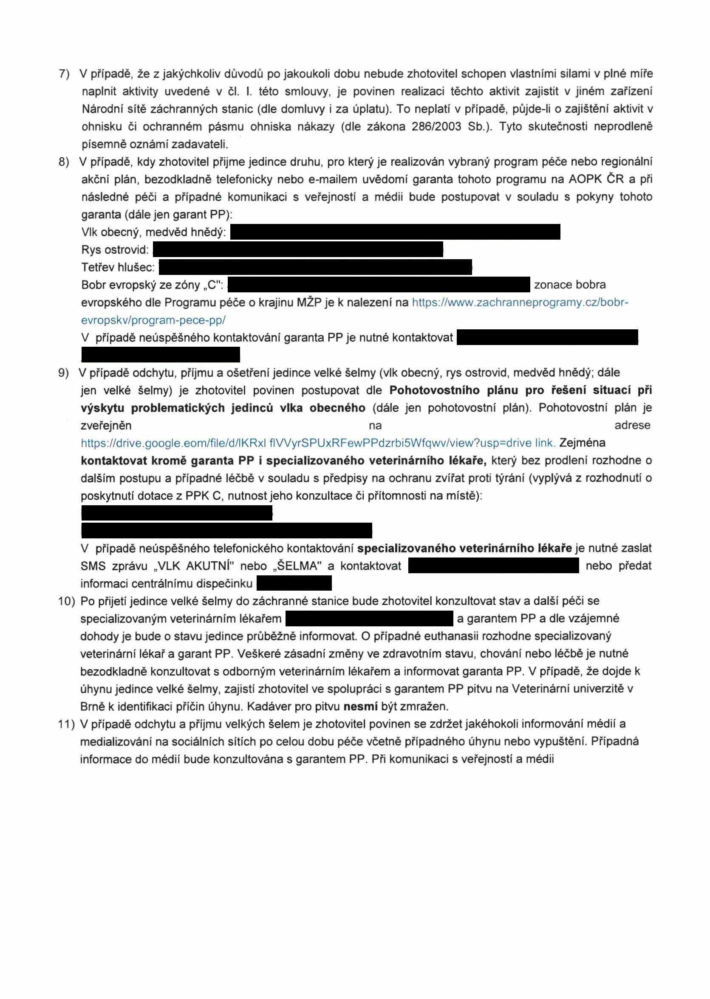 7) V případě, že z jakýchkoliv důvodů po jakoukoli dobu nebude zhotovitel schopen vlastními silami v plné míře
naplnit aktivity uvedené v čl. I. této smlouvy, je povinen realizaci těchto aktivit zajistit v jiném zařízení
Národní sítě záchranných stanic (dle domluvy i za úplatu). To neplatí v případě, půjde-li o zajištění aktivit v
ohnisku či ochranném pásmu ohniska nákazy (dle zákona 286/2003 Sb.). Tyto skutečnosti neprodleně
písemně oznámí zadavateli.
8) V případě, kdy zhotovitel přijme jedince druhu, pro který je realizován vybraný program péče nebo regionální
akční plán, bezodkladně telefonicky nebo e-mailem uvědomí garanta tohoto programu na AOPK ČR a při
následné péči a případné komunikaci s veřejností a médii bude postupovat v souladu s pokyny tohoto
garanta (dále jen garant PP):
Vlk obecný, medvěd hnědý:
Rys ostrovid:
Tetřev hlušec:
Bobr evropský ze zóny „C": zonace bobra
evropského dle Programu péče o krajinu MŽP je k nalezení na https://www.zachranneprogramy.cz/bobr-
evropskv/program-pece-pp/
V případě neúspěšného kontaktování garanta PP je nutné kontaktovat
9) V případě odchytu, příjmu a ošetření jedince velké šelmy (vlk obecný, rys ostrovid, medvěd hnědý; dále
jen velké šelmy) je zhotovitel povinen postupovat dle Pohotovostního plánu pro řešení situací při
výskytu problematických jedinců vlka obecného (dále jen pohotovostní plán). Pohotovostní plán je
zveřejněn na adrese
https://drive.google.eom/file/d/lKRxl flVVyrSPUxRFewPPdzrbi5Wfqwv/view?usp=drive link. Zejména
kontaktovat kromě garanta PP i specializovaného veterinárního lékaře, který bez prodlení rozhodne o
dalším postupu a případné léčbě v souladu s předpisy na ochranu zvířat proti týrání (vyplývá z rozhodnutí o
poskytnutí dotace z PPK C, nutnost jeho konzultace či přítomnosti na místě):
V případě neúspěšného telefonického kontaktování specializovaného veterinárního lékaře je nutné zaslat
SMS zprávu „VLK AKUTNÍ" nebo „ŠELMA" a kontaktovat nebo předat
informaci centrálnímu dispečinku
10) Po přijetí jedince velké šelmy do záchranné stanice bude zhotovitel konzultovat stav a další péči se
specializovaným veterinárním lékařem a garantem PP a dle vzájemné
dohody je bude o stavu jedince průběžně informovat. O případné euthanasii rozhodne specializovaný
veterinární lékař a garant PP. Veškeré zásadní změny ve zdravotním stavu, chování nebo léčbě je nutné
bezodkladně konzultovat s odborným veterinárním lékařem a informovat garanta PP. V případě, že dojde k
úhynu jedince velké šelmy, zajistí zhotovitel ve spolupráci s garantem PP pitvu na Veterinární univerzitě v
Brně k identifikaci příčin úhynu. Kadáver pro pitvu nesmí být zmražen.
11) V případě odchytu a příjmu velkých šelem je zhotovitel povinen se zdržet jakéhokoli informování médií a
medializování na sociálních sítích po celou dobu péče včetně případného úhynu nebo vypuštění. Případná
informace do médií bude konzultována s garantem PP. Při komunikaci s veřejností a médii